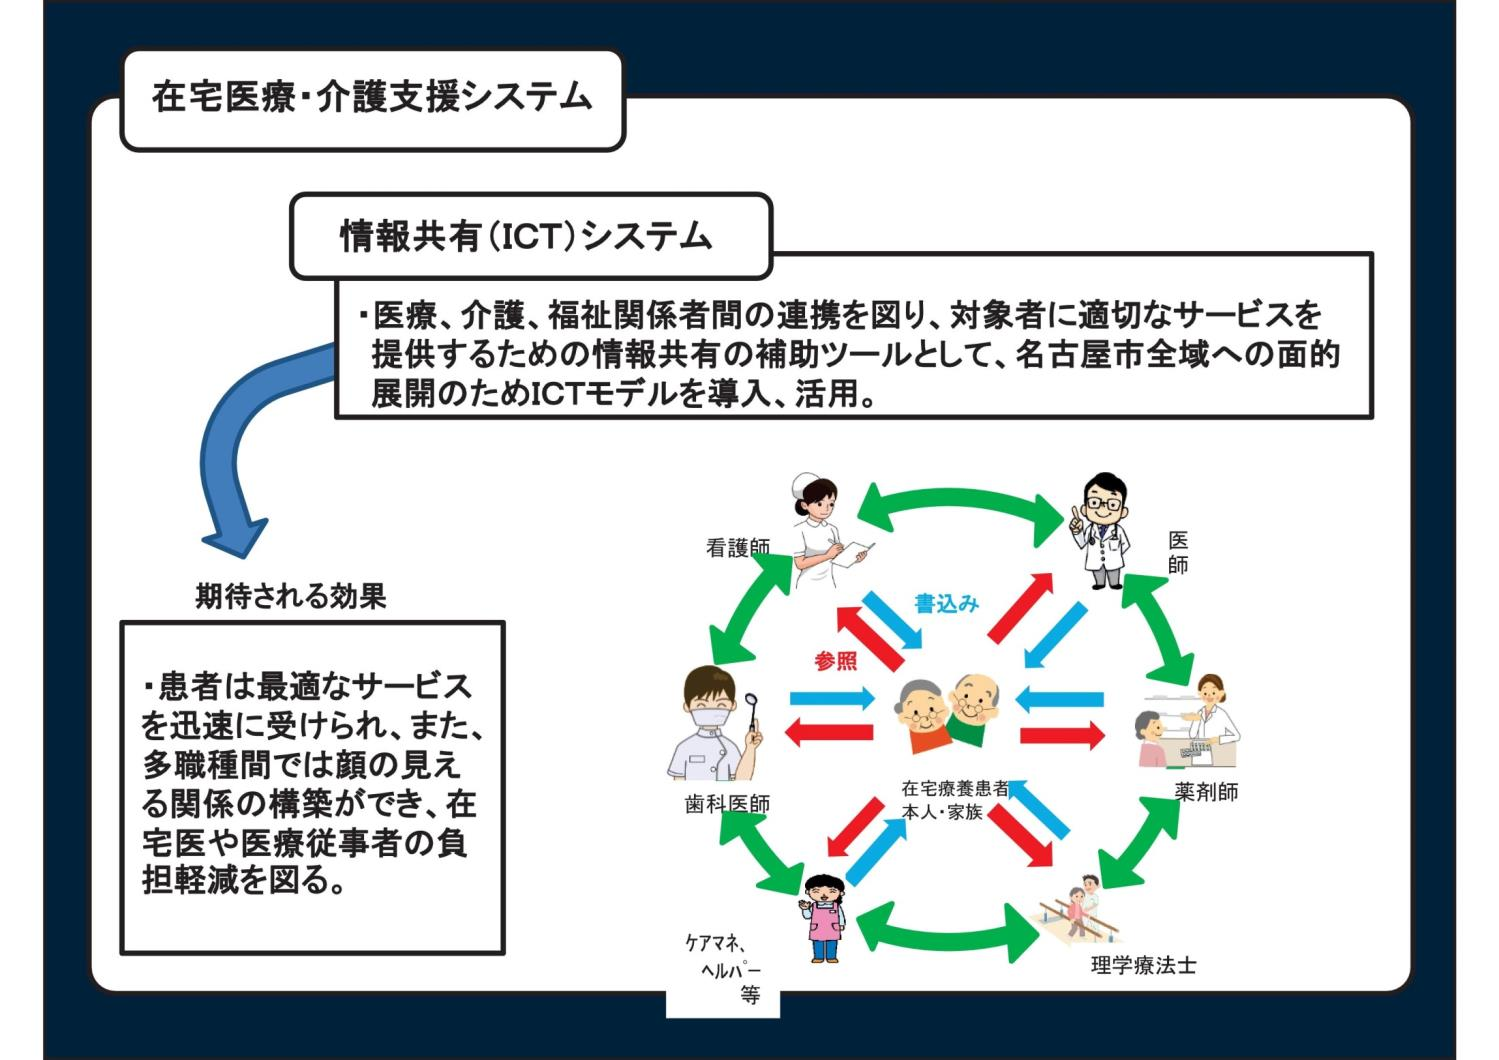 在宅医療・介護支援システム
情報共有(ICT)システム
・医療、介護、福祉関係者間の連携を図り、対象者に適切なサービスを
提供するための情報共有の補助ツールとして、名古屋市全域への面的
展開のためICTモデルを導入、活用。
期待される効果
・患者は最適なサービス
を迅速に受けられ、また、
多職種間では顔の見え
る関係の構築ができ、在
宅医や医療従事者の負
担軽減を図る。
看護師
医
師
書込み
参照
歯科医師
在宅療養患者
本人・家族
薬剤師
ケアマネ、
ヘルパー
等
理学療法士